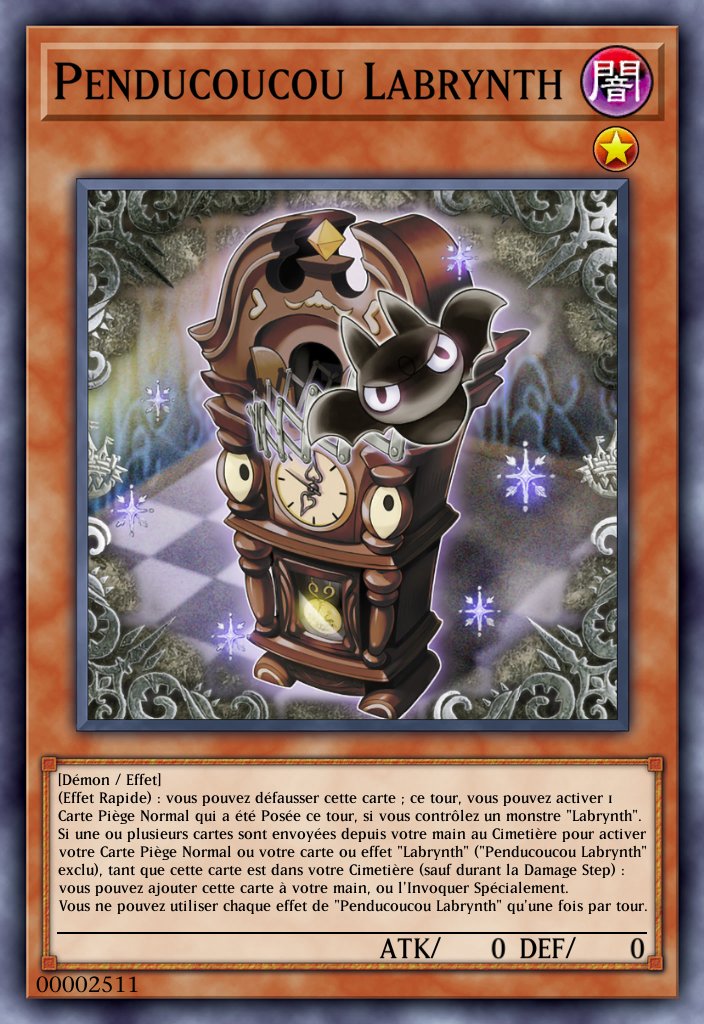 Penducoucou Labrynth
闇
[Démon / Effet]
(Effet Rapide) : vous pouvez défausser cette carte ; ce tour, vous pouvez activer 1
Carte Piège Normal qui a été Posée ce tour, si vous contrôlez un monstre "Labrynth".
Si une ou plusieurs cartes sont envoyées depuis votre main au Cimetière pour activer
votre Carte Piège Normal ou votre carte ou effet "Labrynth" ("Penducoucou Labrynth"
exclu), tant que cette carte est dans votre Cimetière (sauf durant la Damage Step) :
vous pouvez ajouter cette carte à votre main, ou l'Invoquer Spécialement.
Vous ne pouvez utiliser chaque effet de "Penducoucou Labrynth" qu'une fois par tour.
ATK/ 0 DEF/ 0
00002511